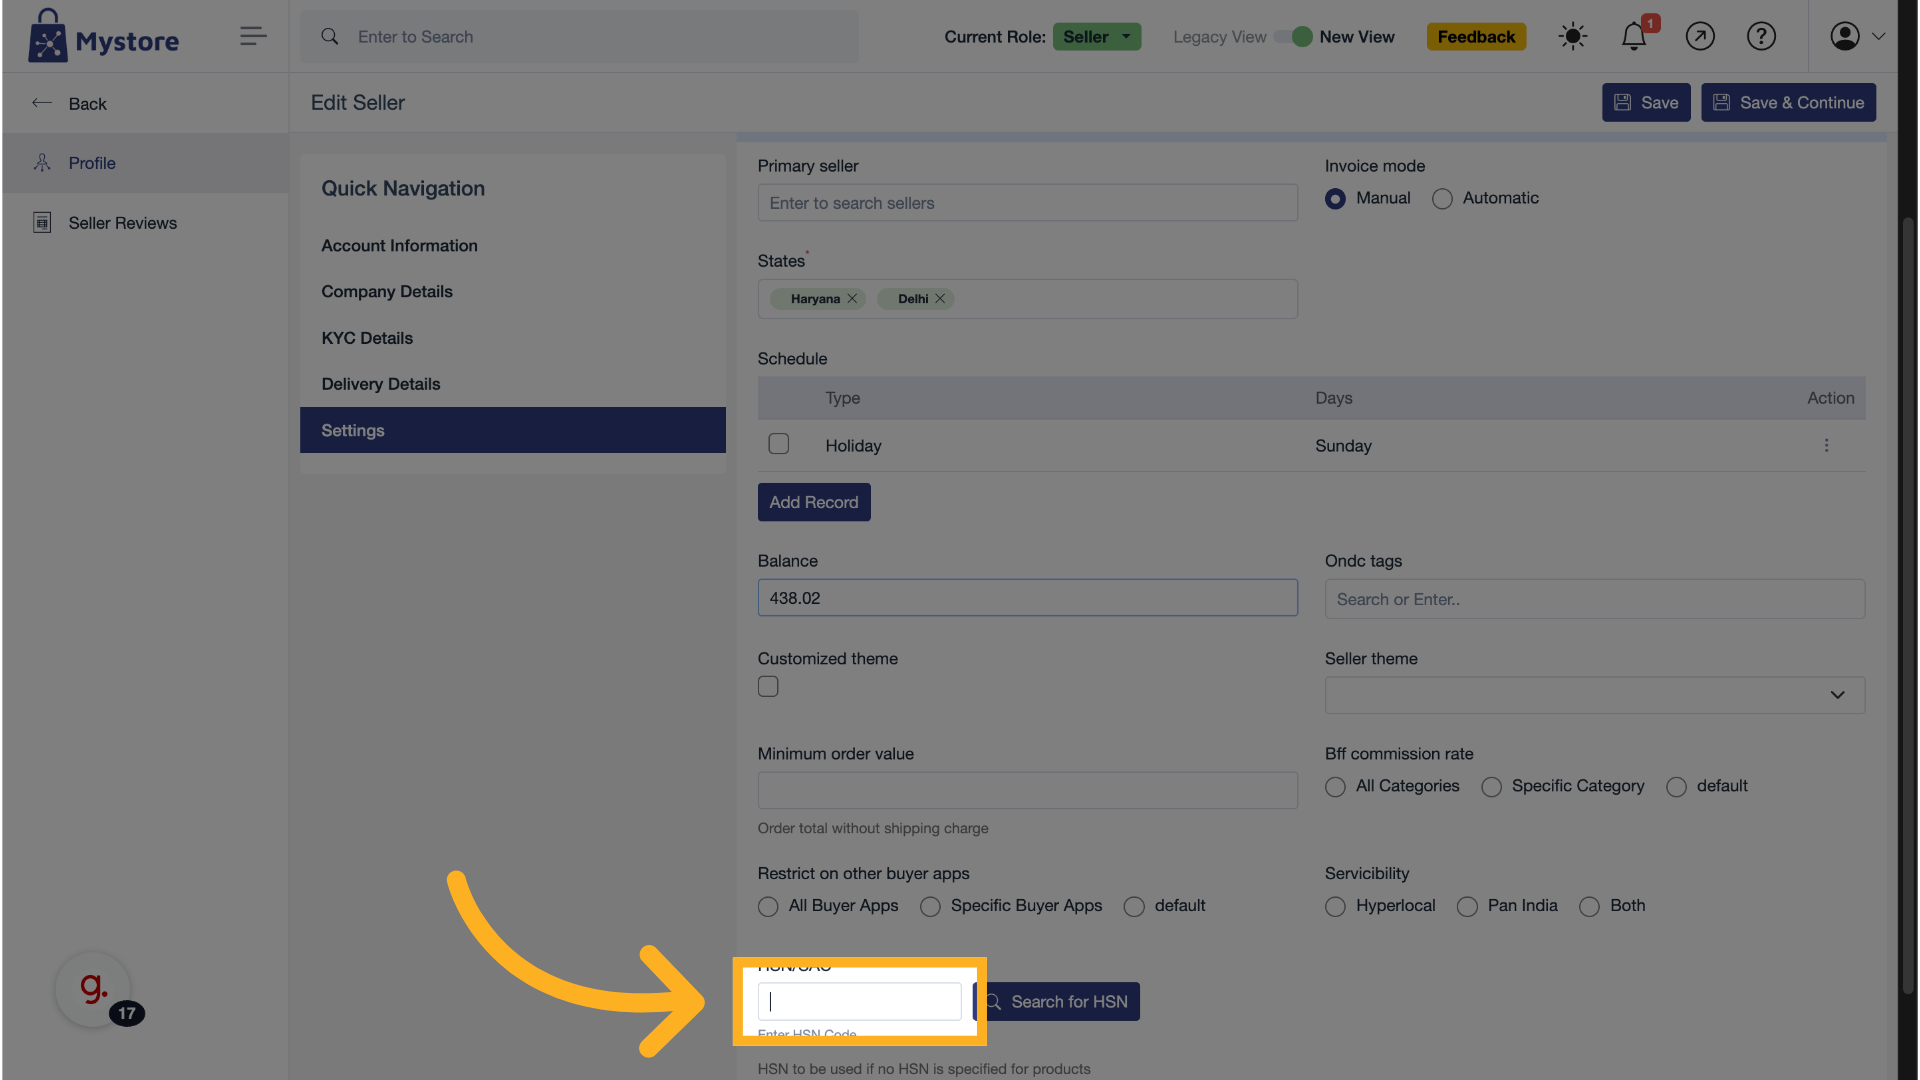 Mystore
Enter to Search
Current Role: Seller
Legacy View
New View
Feedback
1
Back
Edit Seller
Save
Save & Continue
Profile
Seller Reviews
Quick Navigation
Account Information
Company Details
KYC Details
Delivery Details
Settings
Primary seller
Enter to search sellers
Invoice mode
Manual
Automatic
States*
Haryana
Delhi
Schedule
Type Days Action
Holiday Sunday
Add Record
Balance
438.02
Ondc tags
Search or Enter..
Customized theme
Seller theme
Minimum order value
Order total without shipping charge
Bff commission rate
All Categories
Specific Category
default
Restrict on other buyer apps
All Buyer Apps
Specific Buyer Apps
default
Servicibility
Hyperlocal
Pan India
Both
HSN/SAC
Search for HSN
Enter HSN Code
HSN to be used if no HSN is specified for products
g.
17